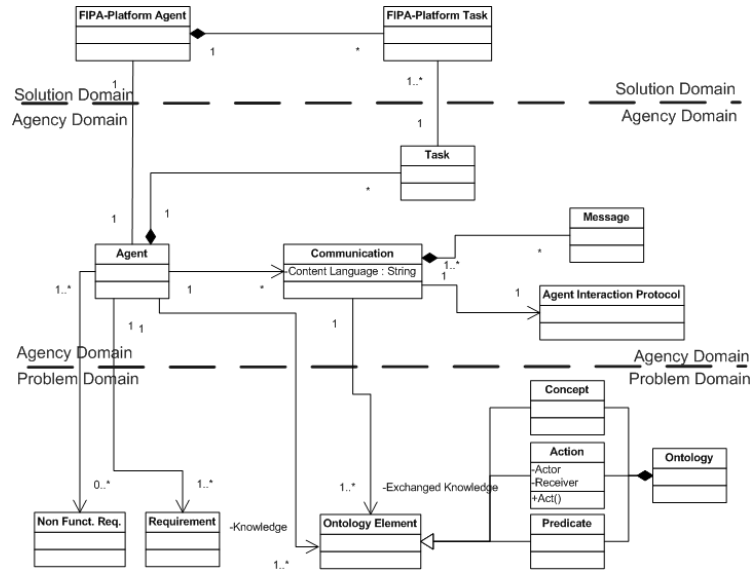 FIPA-Platform Agent
FIPA-Platform Task
1
*
1
1..*
Solution Domain
Solution Domain
Agency Domain
Agency Domain
1
Task
1
*
1
Message
Agent
Communication
-Content Language : String
1..*
*
1..*
1
*
1
1
Agent Interaction Protocol
1
1
1
Agency Domain
Agency Domain
Problem Domain
Problem Domain
Concept
Action
-Actor
-Receiver
+Act()
Ontology
0..*
1..*
1..*
-Exchanged Knowledge
Non Funct. Req.
Requirement
-Knowledge
Ontology Element
Predicate
1..*